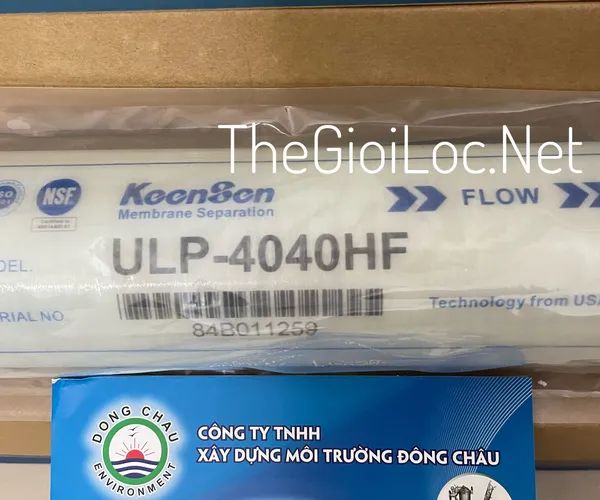 TheGioiLoc.Net
ISO
NSF
KeenSen
Membrane Separation
FLOW
DEL.
ULP-4040HF
RIAL NO
84B011259
Technology from USA
DONG CHAU
ENVIRONMENT
CÔNG TY TNHH
XÂY DỰNG MÔI TRƯỜNG ĐÔNG CHÂU